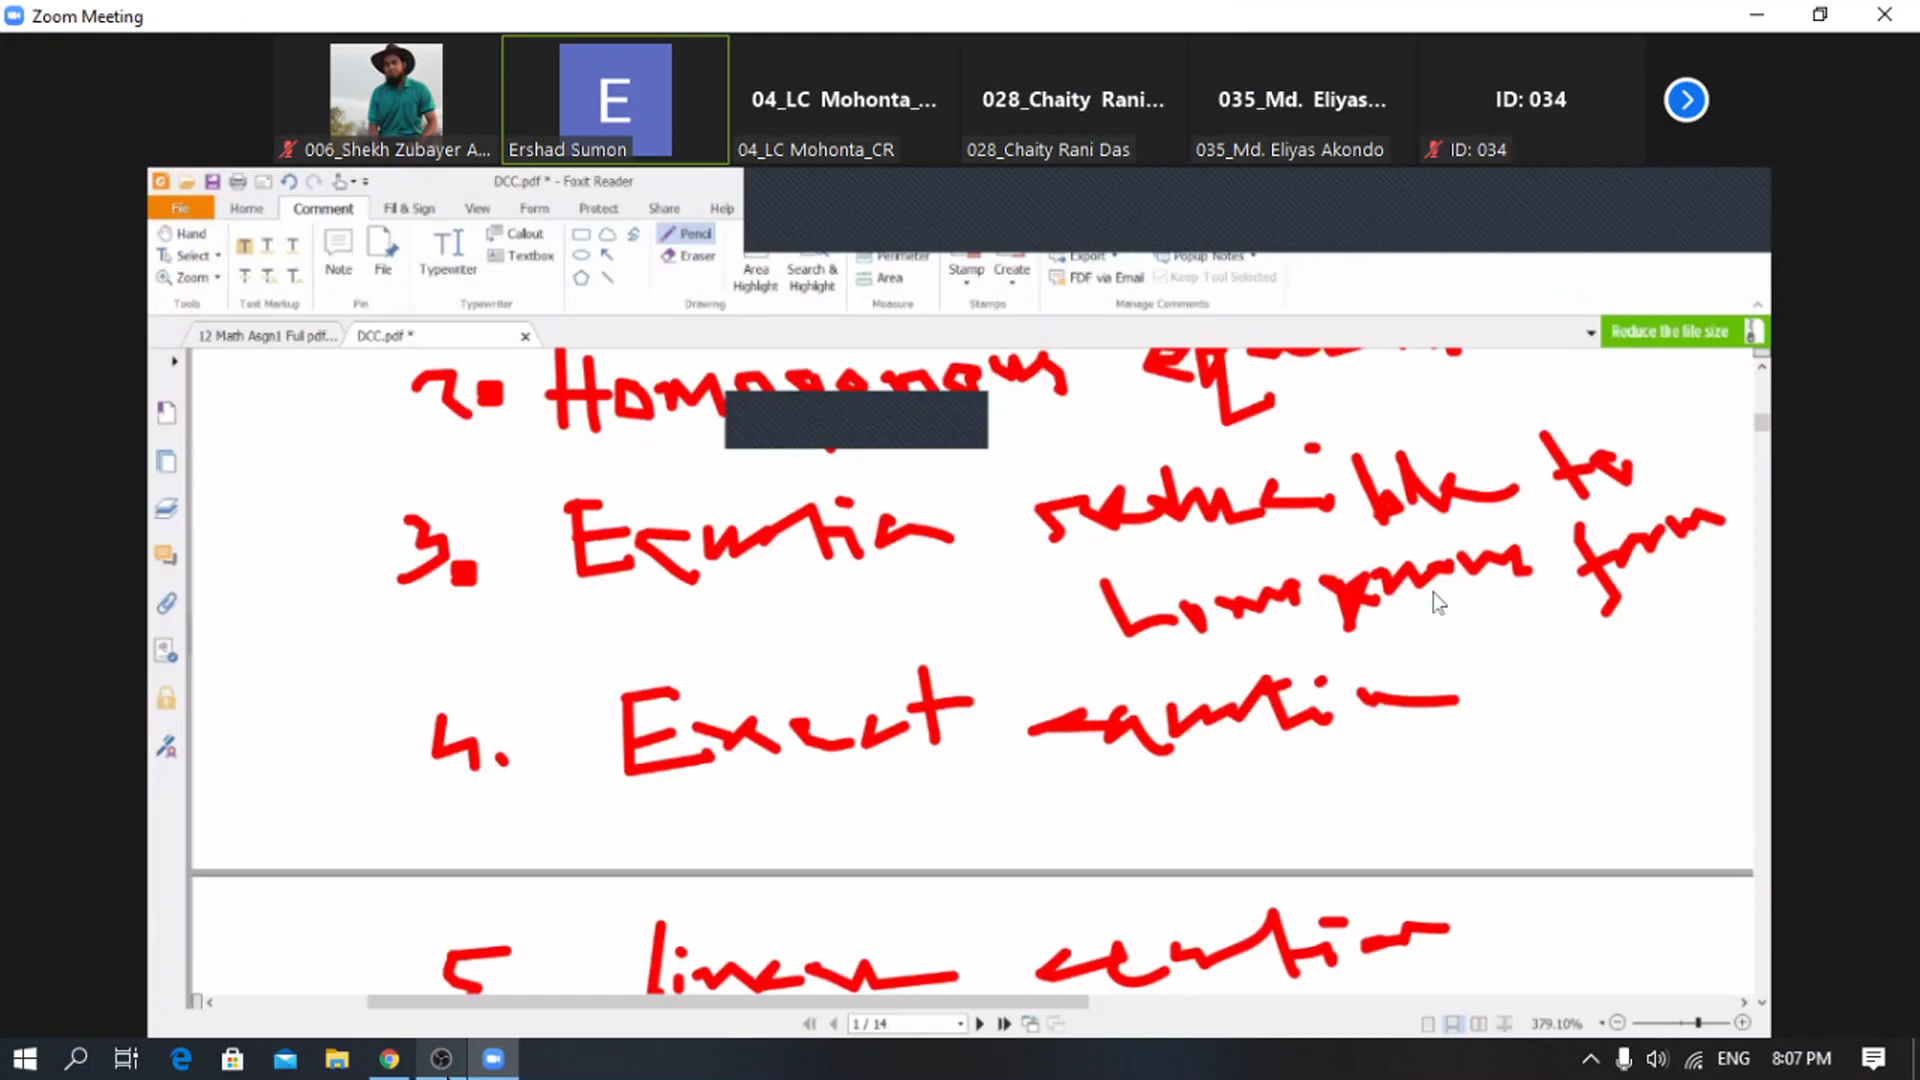 Zoom Meeting
E
04_LC Mohonta_...
028_Chaity Rani...
035_Md. Eliyas...
ID: 034
006_Shekh Zubayer A...
Ershad Sumon
04_LC Mohonta_CR
028_Chaity Rani Das
035_Md. Eliyas Akondo
ID: 034
DCC.pdf * - Foxit Reader
File
Home
Comment
Fill & Sign
View
Form
Protect
Share
Help
Hand
Select
Zoom
Tools
Text Markup
Note
File
Pin
Typewriter
Typewriter
Callout
Textbox
Pencil
Eraser
Drawing
Area Highlight
Search & Highlight
Perimeter
Area
Measure
Stamp
Create
Stamps
Export
FDF via Email
Popup Notes
Keep Tool Selected
Manage Comments
12 Math Asgn1 Full pdf...
DCC.pdf *
Reduce the file size
2. Homogenous
3. Equation reducible to
homogenous form
4. Exact equation
5 linear equation
1 / 14
379.10%
ENG
8:07 PM